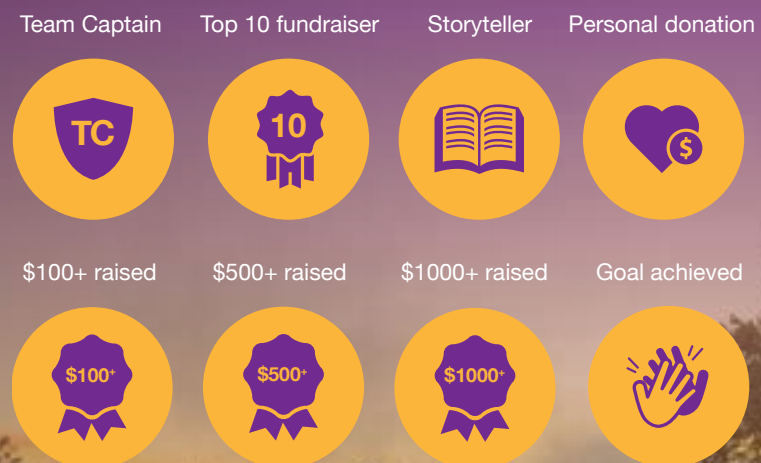 Team Captain Top 10 fundraiser Storyteller Personal donation
TC 10 $
$100+ raised $500+ raised $1000+ raised Goal achieved
$100+ $500+ $1000+